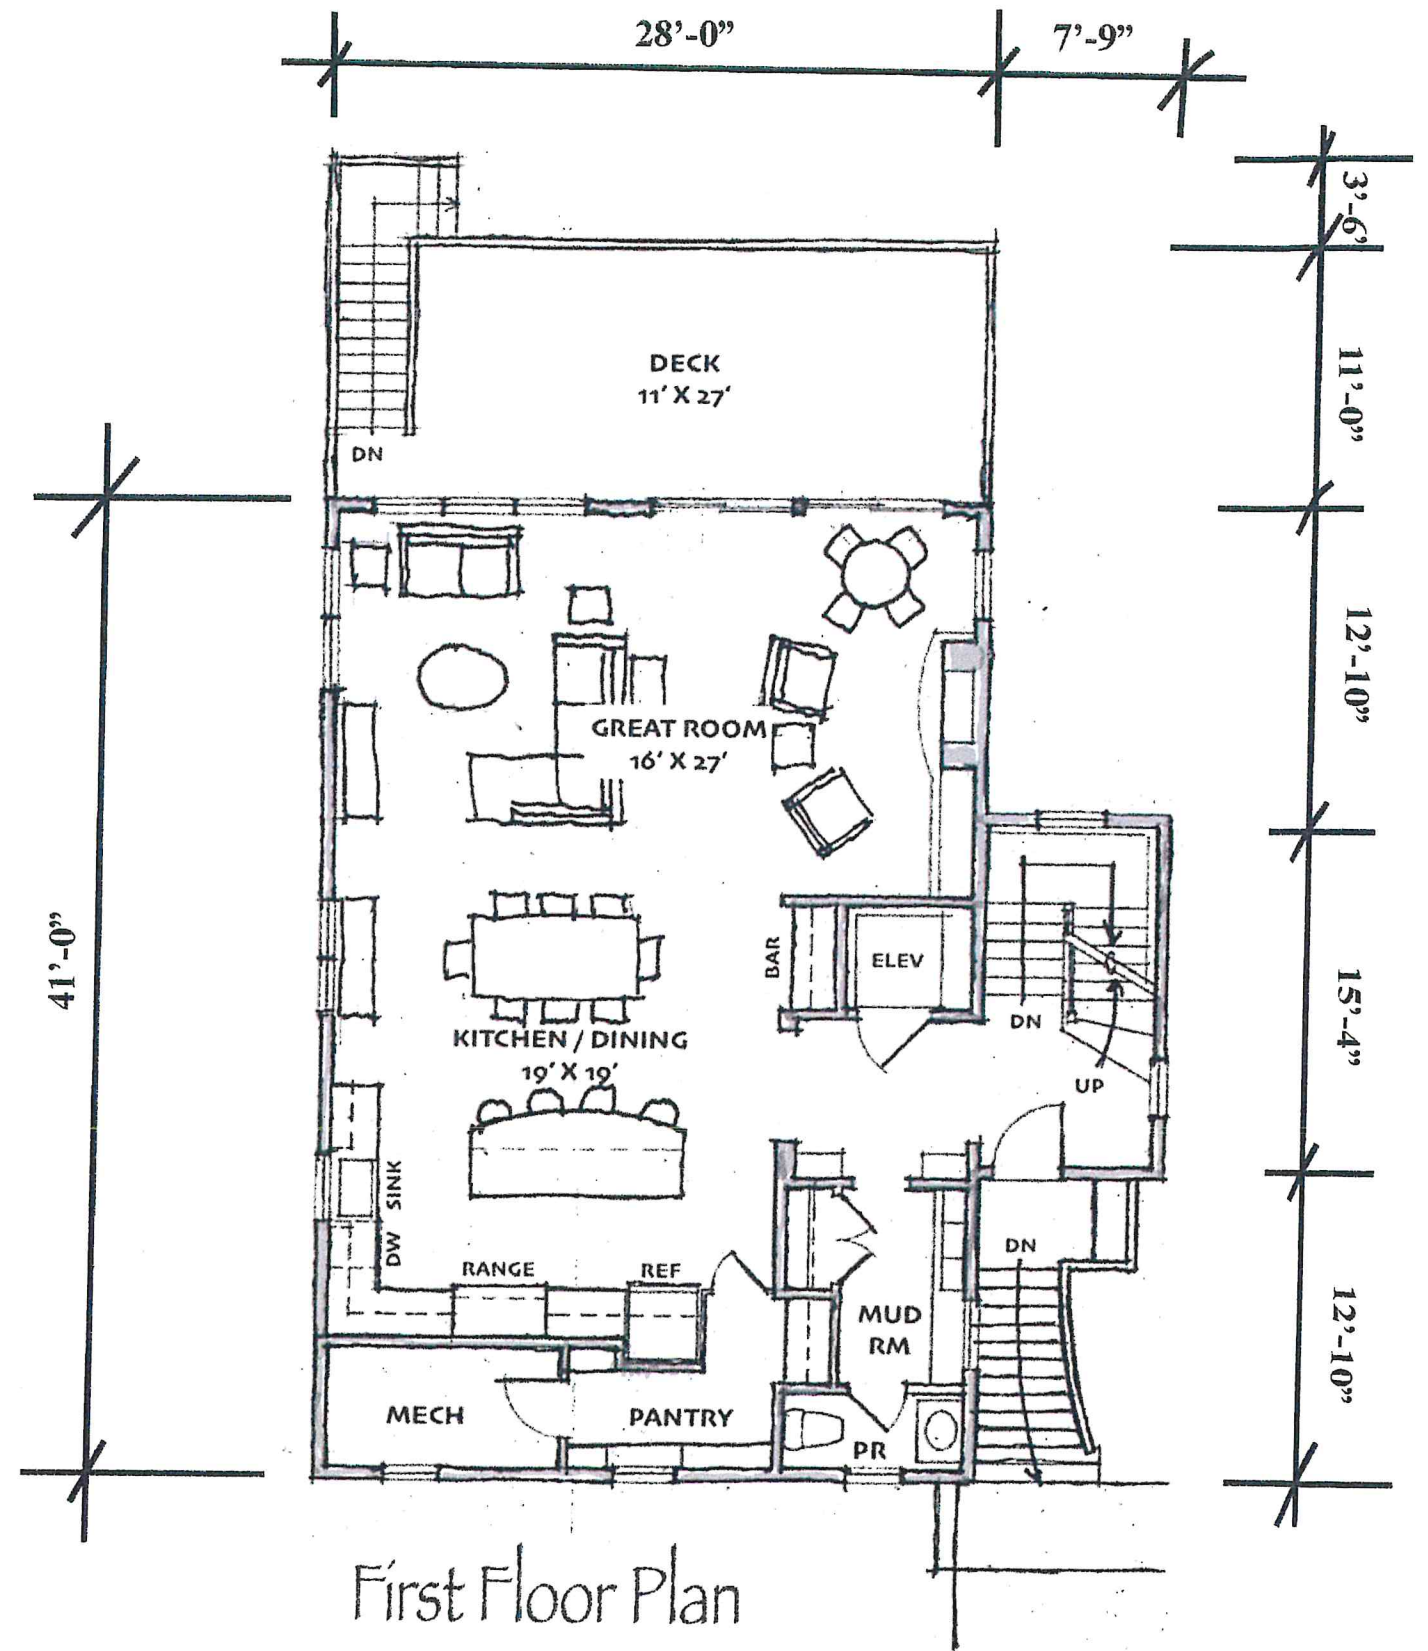 28’-0”
7’-9”
3’-6’
11’-0”
12’-10”
15’-4”
12’-10”
41’-0”
DECK
11' X 27'
DN
GREAT ROOM
16' X 27'
BAR
ELEV
DN
UP
KITCHEN / DINING
19' X 19'
SINK
DW
RANGE
REF
DN
MUD
RM
MECH
PANTRY
PR
First Floor Plan